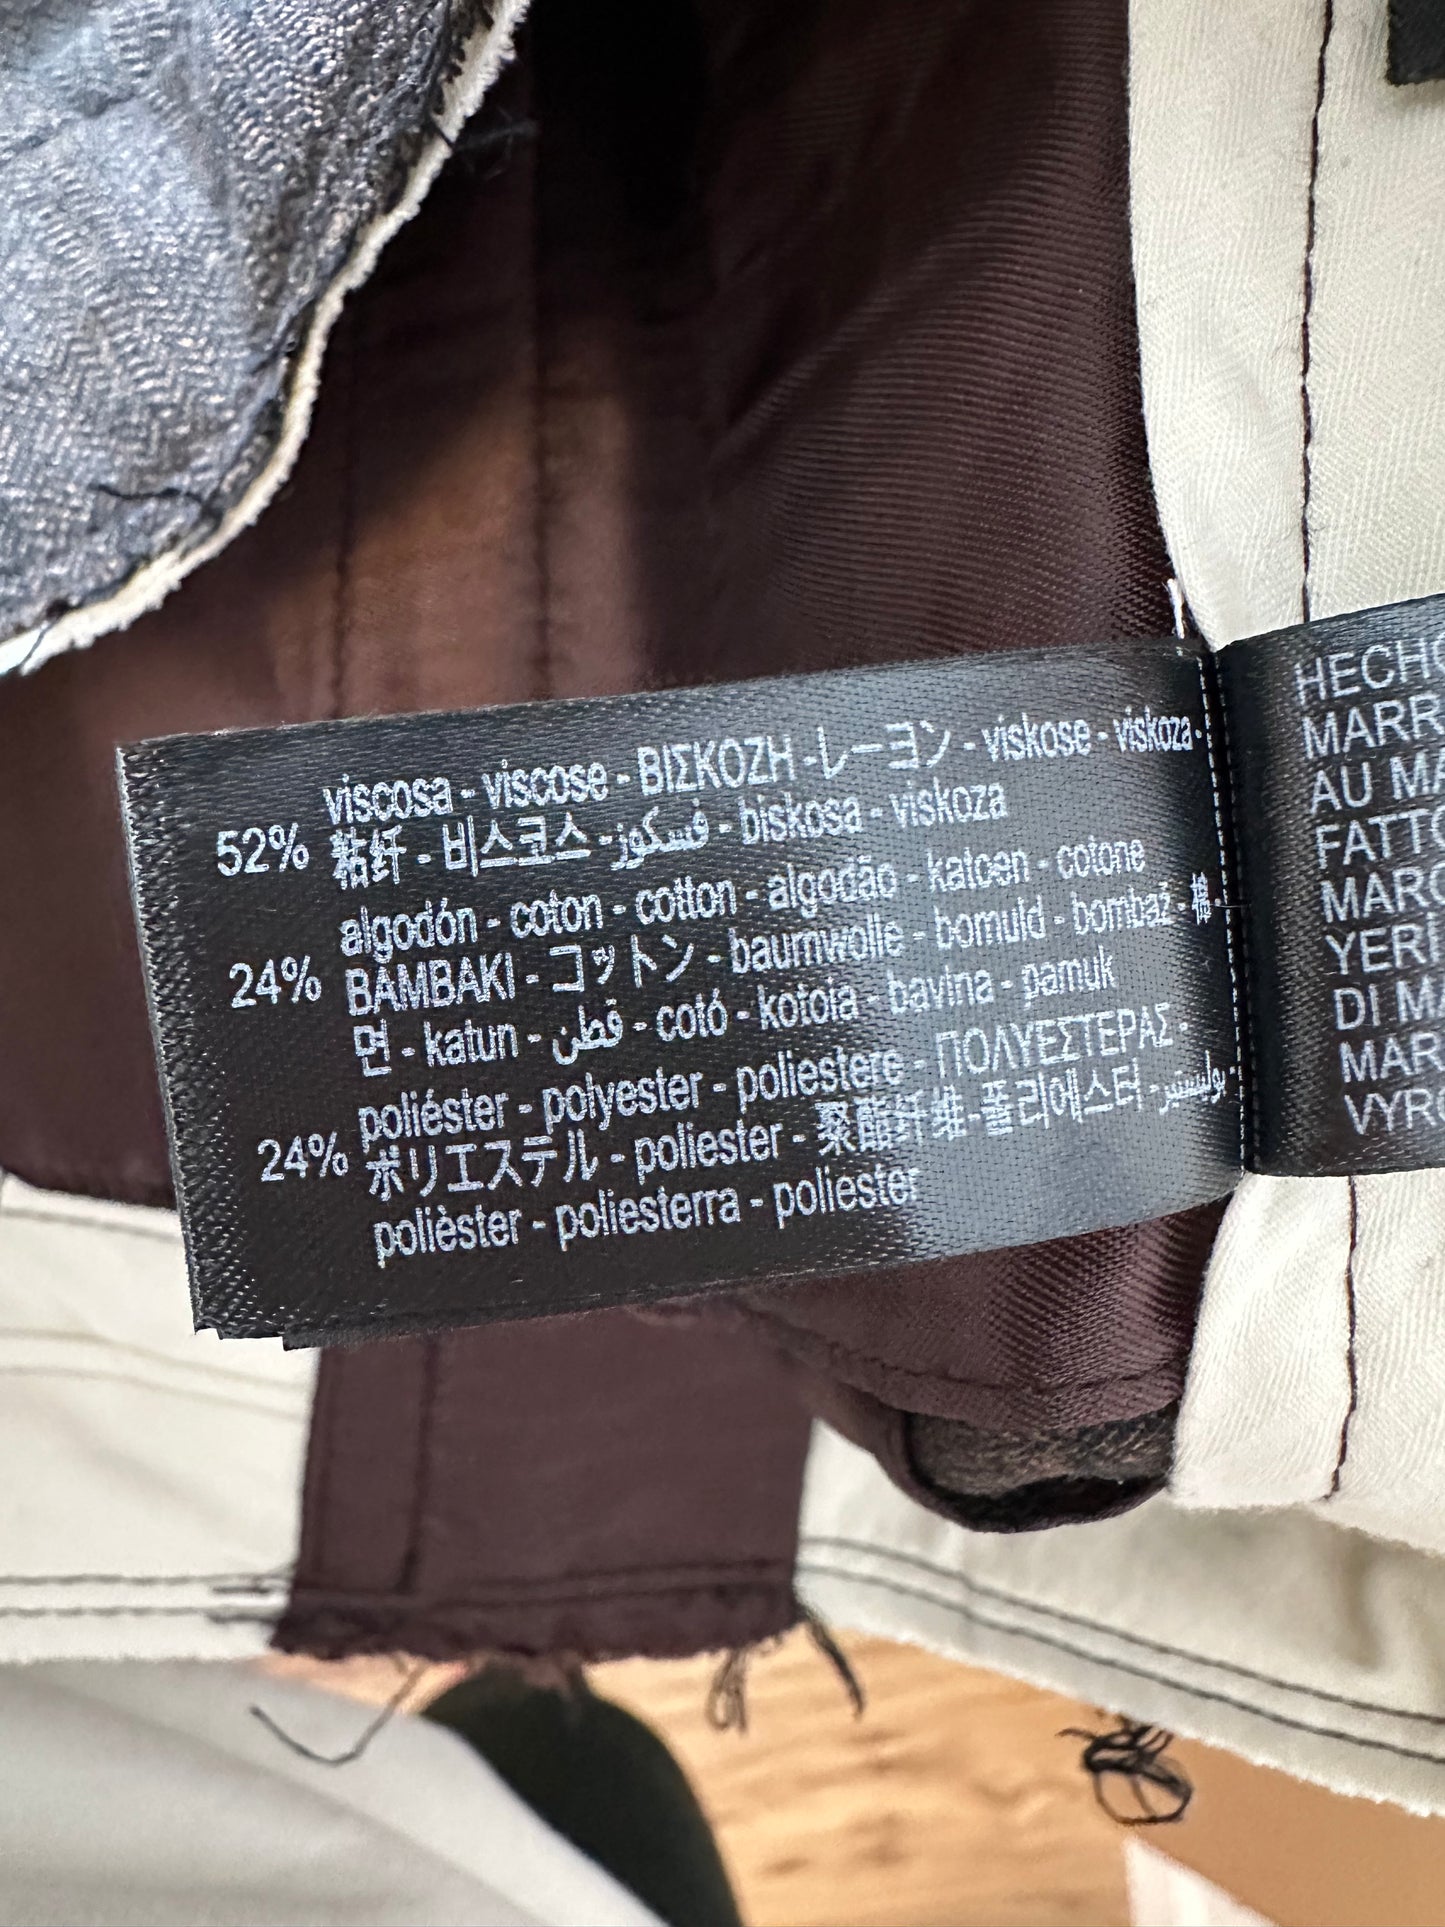 viscosa - viscose - ΒΙΣΚΟΖΗ - レーヨン - viskose - viskoza -
52% 粘纤 - 비스코스 - فسكوز - biskosa - viskoza
algodón - coton - cotton - algodão - katoen - cotone
24% BAMBAKI - コットン - baumwolle - bomuld - bombaž - 棉 -
면 - katun - قطن - cotó - kotoia - bavlna - pamuk
poliéster - polyester - poliestere - ΠΟΛΥΕΣΤΕΡΑΣ -
24% ポリエステル - poliester - 聚酯纤维 - 폴리에스터 - بوليستير
polièster - poliesterra - poliester
HECHO
MARR
AU MA
FATTO
MARO
YERI
DI MA
MAR
VYRO